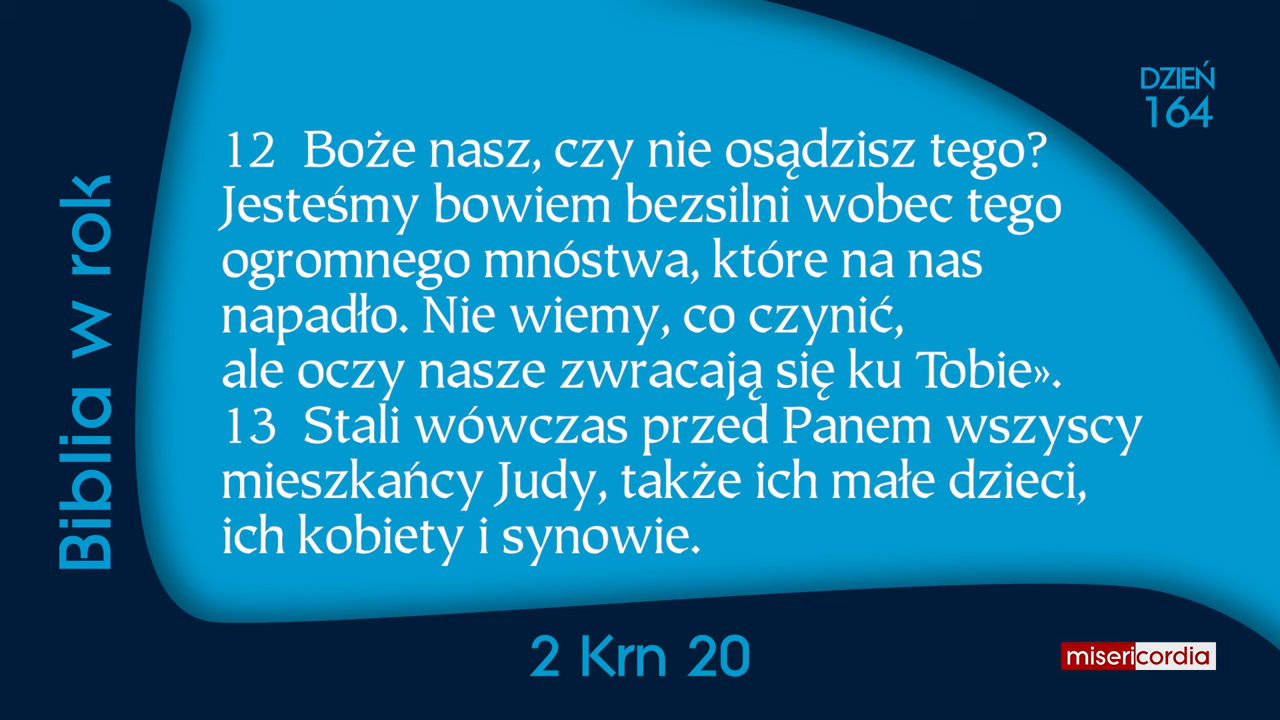 DZIEŃ
164
12 Boże nasz, czy nie osądzisz tego?
Jesteśmy bowiem bezsilni wobec tego
ogromnego mnóstwa, które na nas
napadło. Nie wiemy, co czynić,
ale oczy nasze zwracają się ku Tobie».
13 Stali wówczas przed Panem wszyscy
mieszkańcy Judy, także ich małe dzieci,
ich kobiety i synowie.
Biblia w rok
2 Krn 20
misericordia